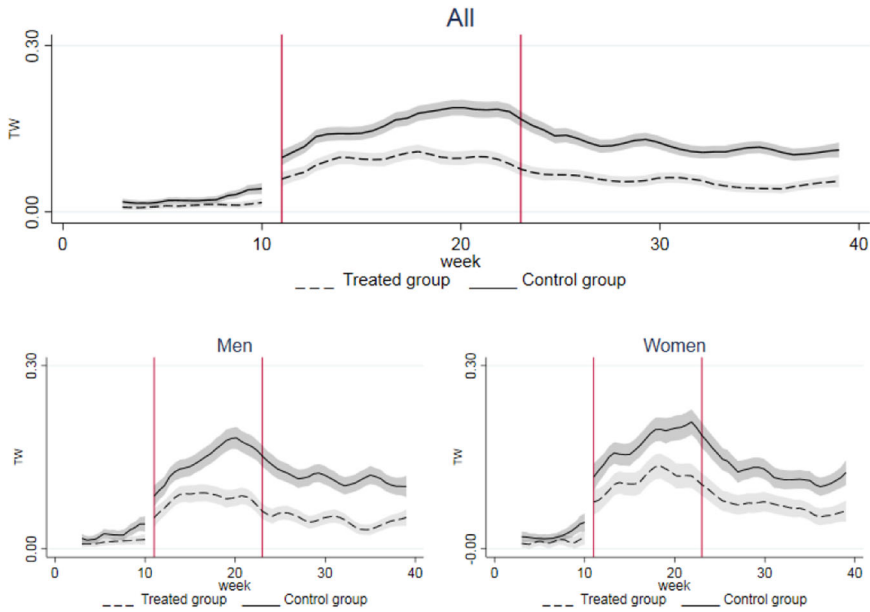 All
0.30
TW
0.00
0 10 20 30 40
week
Treated group Control group
Men
0.30
TW
0.00
0 10 20 30 40
week
Treated group Control group
Women
0.30
TW
-0.00
0 10 20 30 40
week
Treated group Control group